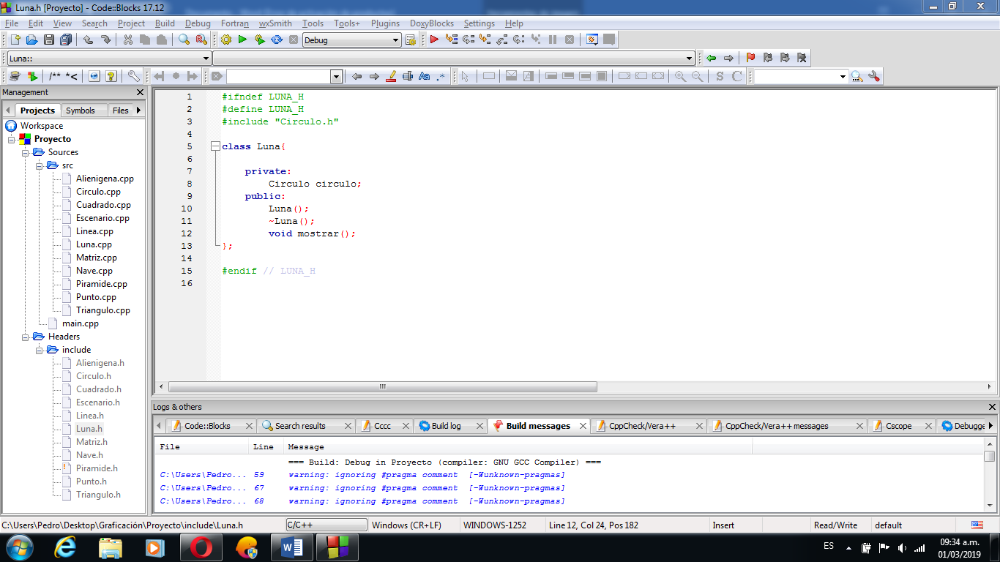 Luna.h [Proyecto] - Code::Blocks 17.12
File Edit View Search Project Build Debug Fortran wxSmith Tools Tools+ Plugins DoxyBlocks Settings Help
Debug
Luna::
/** *<
Aa .*
S C
Management
Projects Symbols Files
Workspace
Proyecto
Sources
src
Alienigena.cpp
Circulo.cpp
Cuadrado.cpp
Escenario.cpp
Linea.cpp
Luna.cpp
Matriz.cpp
Nave.cpp
Piramide.cpp
Punto.cpp
Triangulo.cpp
main.cpp
Headers
include
Alienigena.h
Circulo.h
Cuadrado.h
Escenario.h
Linea.h
Luna.h
Matriz.h
Nave.h
Piramide.h
Punto.h
Triangulo.h
1 #ifndef LUNA_H
2 #define LUNA_H
3 #include "Circulo.h"
4
5 class Luna{
6
7 private:
8 Circulo circulo;
9 public:
10 Luna();
11 ~Luna();
12 void mostrar();
13 };
14
15 #endif // LUNA_H
16
Logs & others
Code::Blocks Search results Cccc Build log Build messages CppCheck/Vera++ CppCheck/Vera++ messages Cscope Debugge
File Line Message
=== Build: Debug in Proyecto (compiler: GNU GCC Compiler) ===
C:\Users\Pedro... 59 warning: ignoring #pragma comment [-Wunknown-pragmas]
C:\Users\Pedro... 67 warning: ignoring #pragma comment [-Wunknown-pragmas]
C:\Users\Pedro... 68 warning: ignoring #pragma comment [-Wunknown-pragmas]
C:\Users\Pedro\Desktop\Graficación\Proyecto\include\Luna.h C/C++ Windows (CR+LF) WINDOWS-1252 Line 12, Col 24, Pos 182 Insert Read/Write default
ES 09:34 a.m.
01/03/2019